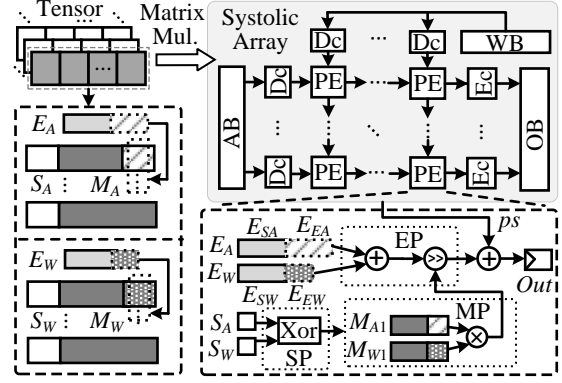 Tensor
...
Matrix
Mul.
Systolic
Array
Dc ... Dc WB
AB Dc PE ... PE Ec OB
Dc PE ... PE Ec
E_A
S_A M_A
E_W
S_W M_W
ps
E_SA E_EA EP
E_A + >> + Out
E_W
E_SW E_EW
S_A Xor M_A1 MP
S_W SP M_W1 ×